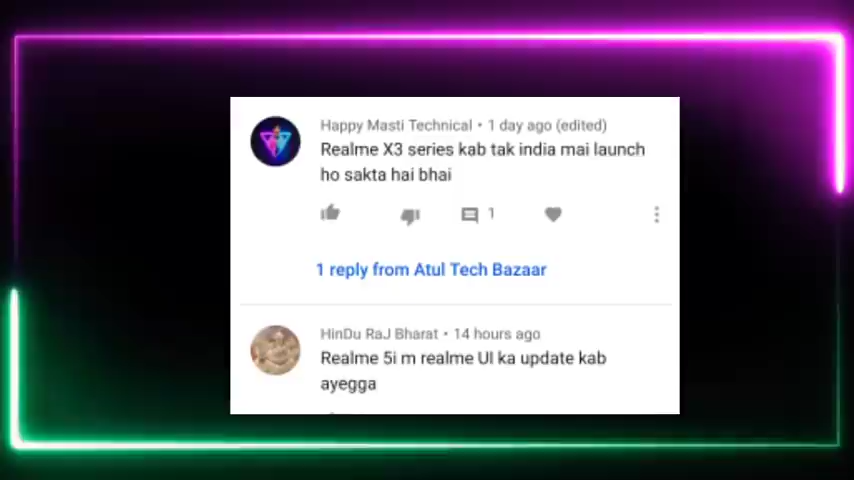 Happy Masti Technical • 1 day ago (edited)
Realme X3 series kab tak india mai launch
ho sakta hai bhai
1
1 reply from Atul Tech Bazaar
HinDu RaJ Bharat • 14 hours ago
Realme 5i m realme UI ka update kab
ayegga